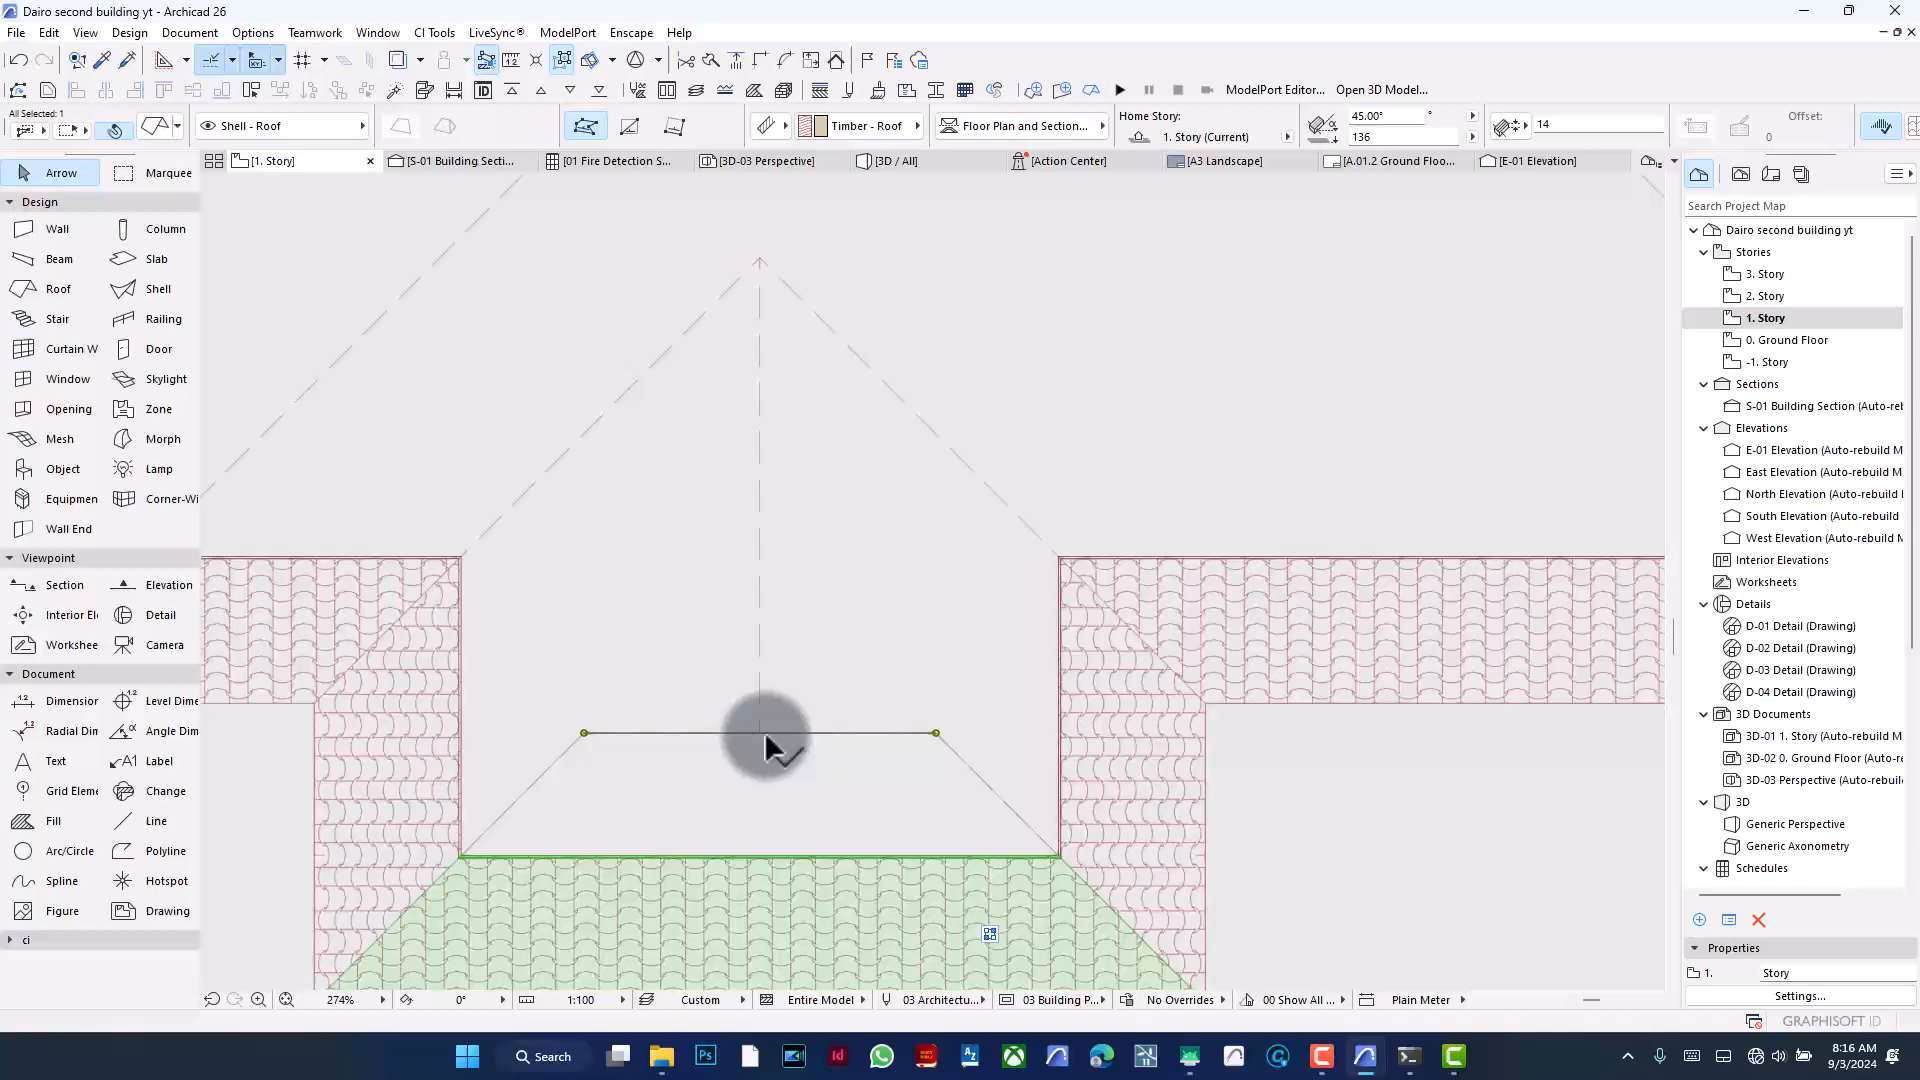 Dairo second building yt - Archicad 26
File Edit View Design Document Options Teamwork Window CI Tools LiveSync® ModelPort Enscape Help
ModelPort Editor... Open 3D Model...
All Selected: 1
Shell - Roof
Timber - Roof
Floor Plan and Section...
Home Story:
1. Story (Current)
45.00°
136
14
Offset:
0
[1. Story]
[S-01 Building Secti...
[01 Fire Detection S...
[3D-03 Perspective]
[3D / All]
[Action Center]
[A3 Landscape]
[A.01.2 Ground Floo...
[E-01 Elevation]
Arrow Marquee
Design
Wall Column
Beam Slab
Roof Shell
Stair Railing
Curtain W Door
Window Skylight
Opening Zone
Mesh Morph
Object Lamp
Equipmen Corner-Wi
Wall End
Viewpoint
Section Elevation
Interior El Detail
Workshee Camera
Document
Dimension Level Dime
Radial Dim Angle Dim
Text Label
Grid Eleme Change
Fill Line
Arc/Circle Polyline
Spline Hotspot
Figure Drawing
ci
Search Project Map
Dairo second building yt
Stories
3. Story
2. Story
1. Story
0. Ground Floor
-1. Story
Sections
S-01 Building Section (Auto-rel
Elevations
E-01 Elevation (Auto-rebuild M
East Elevation (Auto-rebuild M
North Elevation (Auto-rebuild I
South Elevation (Auto-rebuild
West Elevation (Auto-rebuild M
Interior Elevations
Worksheets
Details
D-01 Detail (Drawing)
D-02 Detail (Drawing)
D-03 Detail (Drawing)
D-04 Detail (Drawing)
3D Documents
3D-01 1. Story (Auto-rebuild M
3D-02 0. Ground Floor (Auto-re
3D-03 Perspective (Auto-rebuil
3D
Generic Perspective
Generic Axonometry
Schedules
Properties
1. Story
Settings...
274% 0° 1:100 Custom Entire Model 03 Architectu... 03 Building P... No Overrides 00 Show All ... Plain Meter
GRAPHISOFT ID
Search
8:16 AM
9/3/2024